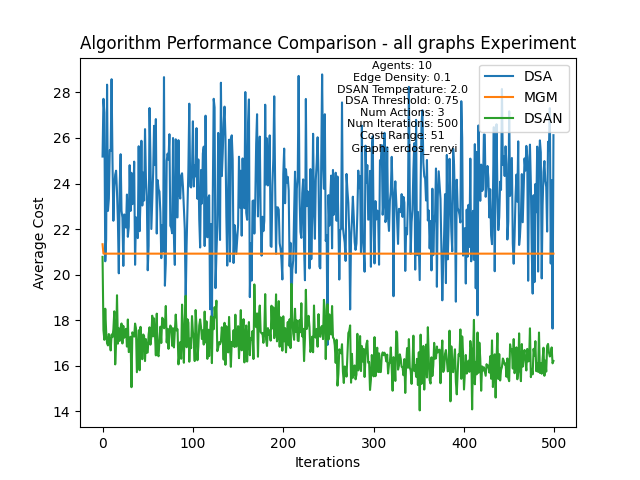 Algorithm Performance Comparison - all graphs Experiment
Agents: 10
Edge Density: 0.1
DSAN Temperature: 2.0
DSA Threshold: 0.75
Num Actions: 3
Num Iterations: 500
Cost Range: 51
Graph: erdos_renyi
DSA
MGM
DSAN
Average Cost
28
26
24
22
20
18
16
14
0
100
200
300
400
500
Iterations